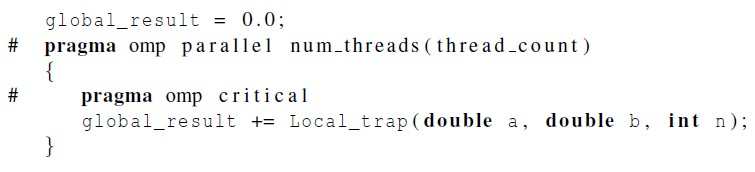 global_result = 0.0;
# pragma omp parallel num_threads(thread_count)
{
# pragma omp critical
global_result += Local_trap(double a, double b, int n);
}